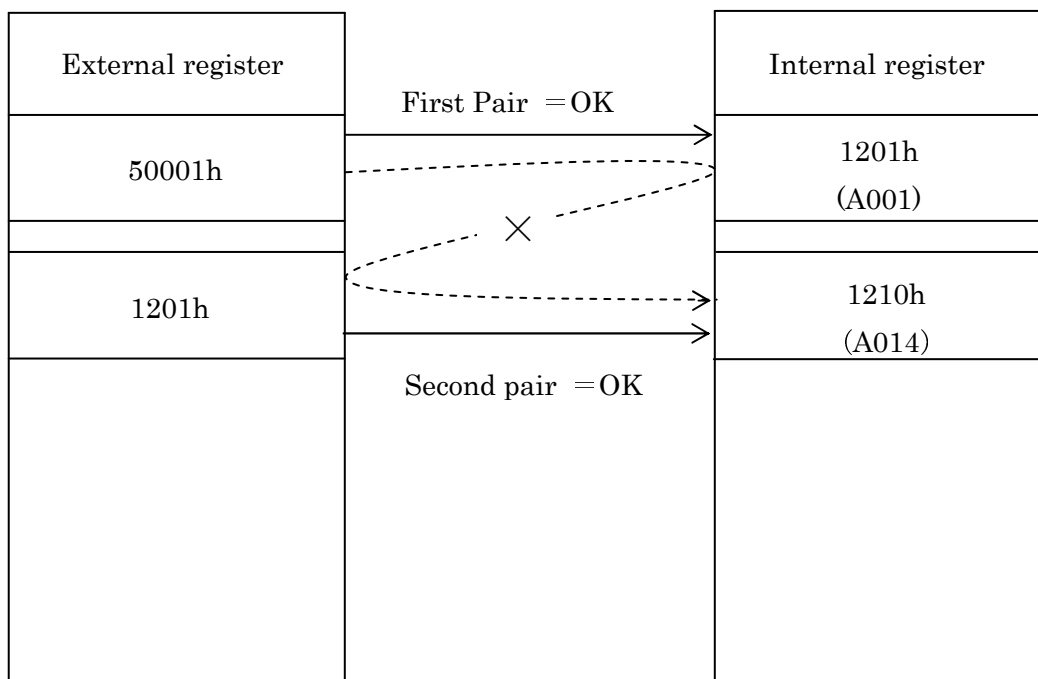 External register
Internal register
First Pair ＝OK
50001h
1201h
(A001)
1201h
1210h
(A014)
Second pair ＝OK